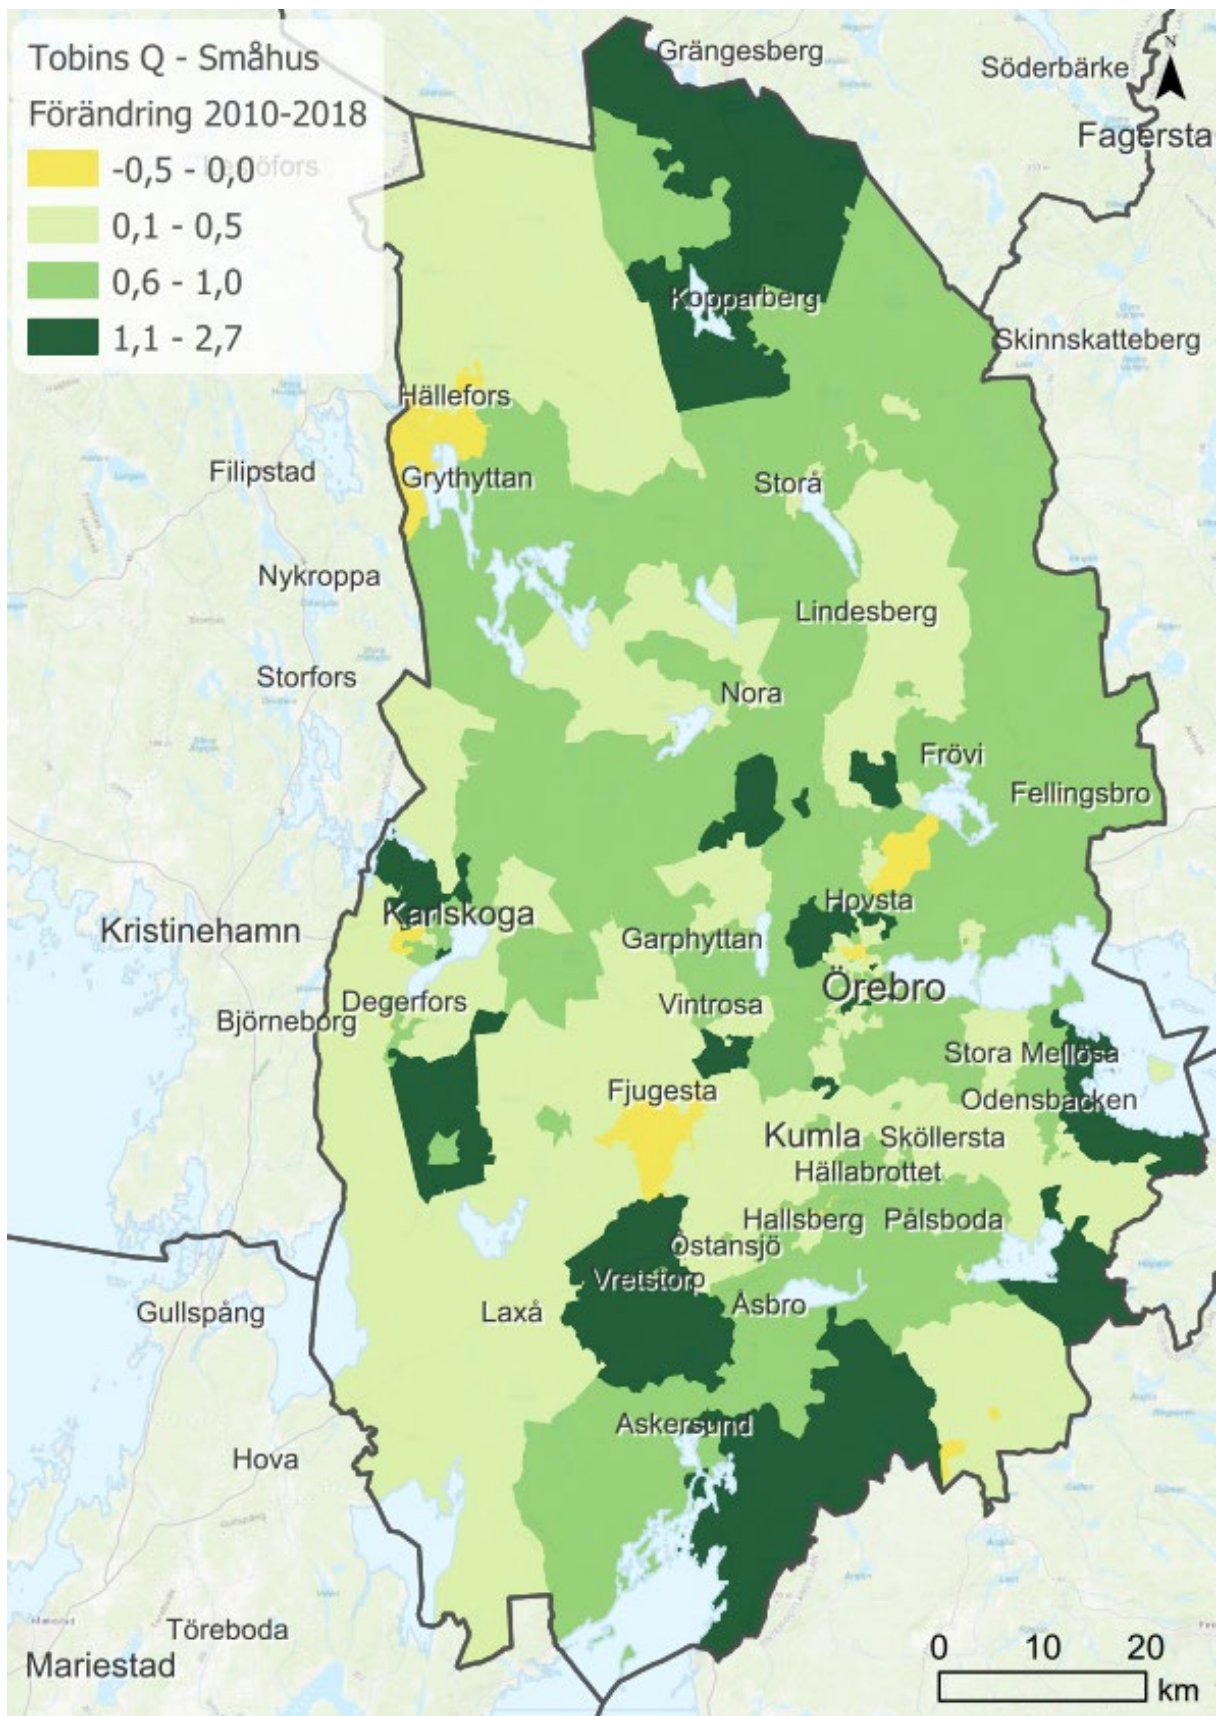 Tobins Q - Småhus
Förändring 2010-2018
-0,5 - 0,0
0,1 - 0,5
0,6 - 1,0
1,1 - 2,7
Grängesberg
Söderbärke
N
Fagersta
Kopparberg
Skinnskatteberg
Hällefors
Filipstad
Grythyttan
Storå
Nykroppa
Lindesberg
Storfors
Nora
Frövi
Fellingsbro
Hovsta
Karlskoga
Kristinehamn
Garphyttan
Örebro
Degerfors
Vintrosa
Björneborg
Stora Mellösa
Fjugesta
Odensbacken
Kumla
Sköllersta
Hällabrottet
Hallsberg
Pålsboda
Östansjö
Vretstorp
Åsbro
Gullspång
Laxå
Askersund
Hova
Töreboda
Mariestad
0 10 20
km